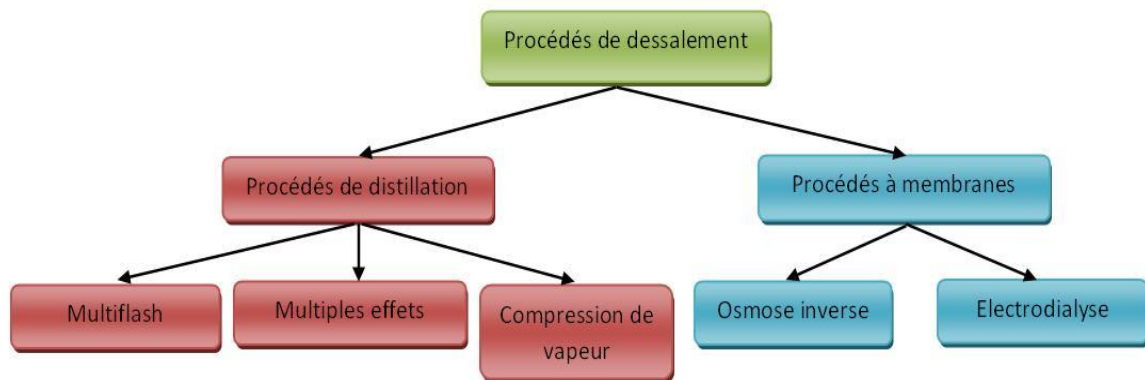 Procédés de dessalement
Procédés de distillation
Procédés à membranes
Multiflash
Multiples effets
Compression de
vapeur
Osmose inverse
Electrodialyse